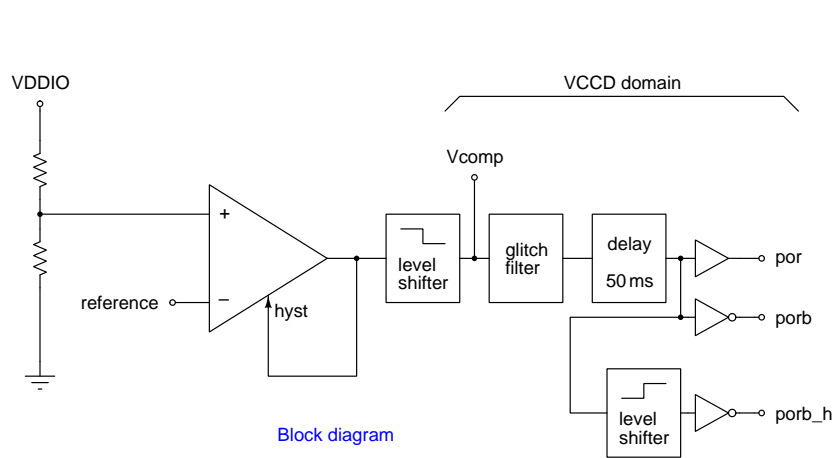 VCCD domain
VDDIO
Vcomp
+
glitch
filter
delay
50 ms
level
shifter
por
reference
−
hyst
porb
level
shifter
porb_h
Block diagram